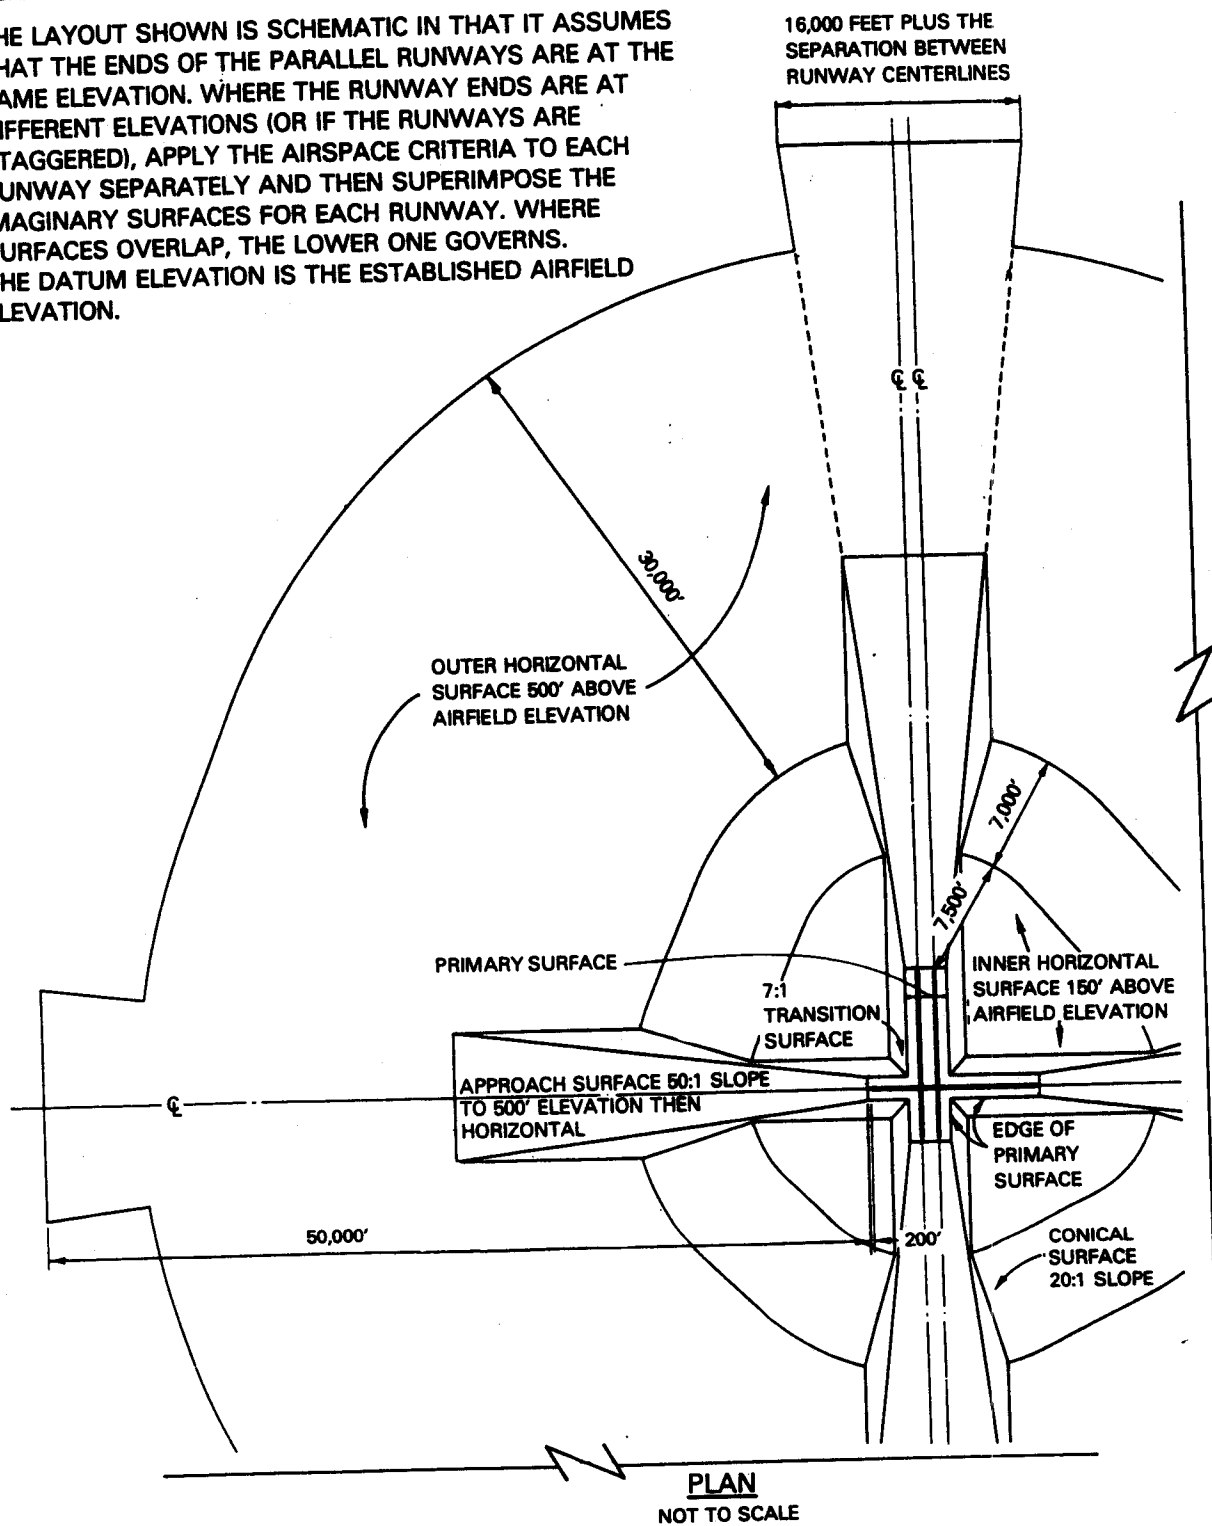 HE LAYOUT SHOWN IS SCHEMATIC IN THAT IT ASSUMES
HAT THE ENDS OF THE PARALLEL RUNWAYS ARE AT THE
AME ELEVATION. WHERE THE RUNWAY ENDS ARE AT
IFFERENT ELEVATIONS (OR IF THE RUNWAYS ARE
TAGGERED), APPLY THE AIRSPACE CRITERIA TO EACH
UNWAY SEPARATELY AND THEN SUPERIMPOSE THE
MAGINARY SURFACES FOR EACH RUNWAY. WHERE
URFACES OVERLAP, THE LOWER ONE GOVERNS.
HE DATUM ELEVATION IS THE ESTABLISHED AIRFIELD
LEVATION.
16,000 FEET PLUS THE
SEPARATION BETWEEN
RUNWAY CENTERLINES
℄ ℄
30,000'
OUTER HORIZONTAL
SURFACE 500' ABOVE
AIRFIELD ELEVATION
7,000'
7,500'
PRIMARY SURFACE
7:1
TRANSITION
SURFACE
INNER HORIZONTAL
SURFACE 150' ABOVE
AIRFIELD ELEVATION
℄
APPROACH SURFACE 50:1 SLOPE
TO 500' ELEVATION THEN
HORIZONTAL
EDGE OF
PRIMARY
SURFACE
50,000'
200'
CONICAL
SURFACE
20:1 SLOPE
PLAN
NOT TO SCALE